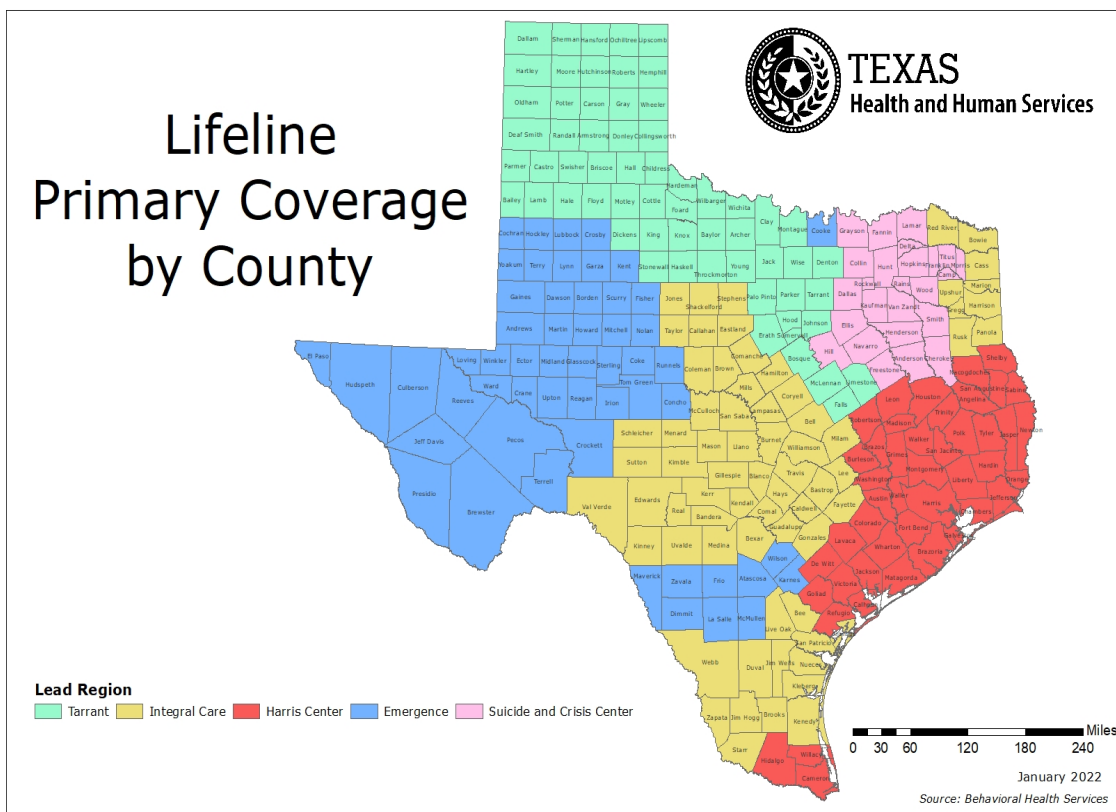 Lifeline
Primary Coverage
by County
TEXAS
Health and Human Services
Dallam Sherman Hansford Ochiltree Lipscomb
Hartley Moore Hutchinson Roberts Hemphill
Oldham Potter Carson Gray Wheeler
Deaf Smith Randall Armstrong Donley Collingsworth
Parmer Castro Swisher Briscoe Hall Childress
Hardeman
Bailey Lamb Hale Floyd Motley Cottle Foard Wilbarger Wichita Clay Montague Cooke Grayson Fannin Lamar Red River Bowie
Cochran Hockley Lubbock Crosby Dickens King Knox Baylor Archer Delta Titus Franklin Morris Cass
Yoakum Terry Lynn Garza Kent Stonewall Haskell Throckmorton Young Jack Wise Denton Collin Hunt Hopkins Camp Marion
Gaines Dawson Borden Scurry Fisher Jones Shackelford Stephens Palo Pinto Parker Tarrant Dallas Rockwall Rains Wood Upshur Gregg Harrison
Andrews Martin Howard Mitchell Nolan Taylor Callahan Eastland Erath Hood Somervell Johnson Ellis Kaufman Van Zandt Smith Rusk Panola
El Paso Loving Winkler Ector Midland Glasscock Sterling Coke Runnels Coleman Brown Comanche Bosque Hill Navarro Henderson Anderson Cherokee Shelby
Hudspeth Culberson Reeves Ward Crane Upton Reagan Irion Tom Green Concho Mills Hamilton McLennan Limestone Freestone Nacogdoches San Augustine Sabine
McCulloch San Saba Lampasas Coryell Falls Leon Houston Angelina
Jeff Davis Pecos Crockett Schleicher Menard Mason Llano Burnet Bell Milam Robertson Madison Trinity Polk Tyler Jasper Newton
Presidio Brewster Terrell Sutton Kimble Gillespie Blanco Williamson Travis Lee Brazos Burleson Grimes Walker San Jacinto Hardin Orange
Val Verde Edwards Real Kerr Kendall Hays Bastrop Fayette Washington Montgomery Liberty Jefferson
Bandera Comal Caldwell Austin Waller Harris Chambers
Kinney Uvalde Medina Bexar Guadalupe Gonzales Colorado Fort Bend
Maverick Zavala Frio Atascosa Wilson Karnes De Witt Lavaca Wharton Brazoria
Dimmit La Salle McMullen Live Oak Bee Goliad Victoria Jackson Matagorda
Refugio Calhoun
Webb Duval Jim Wells San Patricio Nueces
Kleberg
Zapata Jim Hogg Brooks Kenedy
Starr Hidalgo Cameron
Lead Region
Tarrant Integral Care Harris Center Emergence Suicide and Crisis Center
Miles
0 30 60 120 180 240
January 2022
Source: Behavioral Health Services